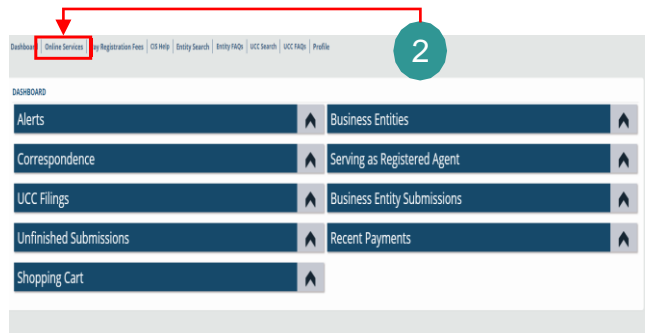 2
Dashboard | Online Services | Pay Registration Fees | CIS Help | Entity Search | Entity FAQs | UCC Search | UCC FAQs | Profile
DASHBOARD
Alerts
Business Entities
Correspondence
Serving as Registered Agent
UCC Filings
Business Entity Submissions
Unfinished Submissions
Recent Payments
Shopping Cart